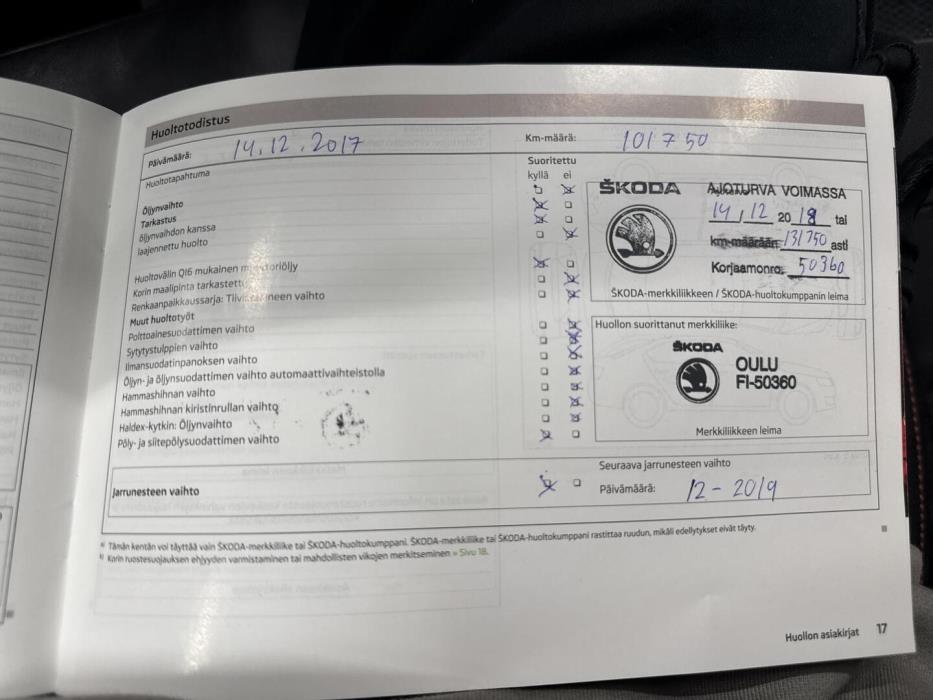 Huoltotodistus
Päivämäärä: 14.12.2017
Km-määrä: 101 750
Huoltotapahtuma
Suoritettu
kyllä ei
Öljynvaihto
Tarkastus
öljynvaihdon kanssa
laajennettu huolto
Huoltovälin QI6 mukainen
Korin maalipinta tarkastettu
Renkaanpaikkaussarja: vaihto
Muut huoltotyöt
Polttoainesuodattimen vaihto
Sytytystulppien vaihto
Ilmansuodatinpanoksen vaihto
Öljyn- ja öljynsuodattimen vaihto automaattivaihteistolla
Hammashihnan vaihto
Hammashihnan kiristinrullan vaihto
Haldex-kytkin: Öljynvaihto
Pöly- ja siitepölysuodattimen vaihto
ŠKODA
AJOTURVA VOIMASSA
14 / 12 2018 tai
km-määrään 131750 asti
Korjaamonro. 50360
ŠKODA-merkkiliikkeen / ŠKODA-huoltokumppanin leima
Huollon suorittanut merkkiliike:
ŠKODA
OULU
FI-50360
Merkkiliikkeen leima
Jarrunesteen vaihto
Seuraava jarrunesteen vaihto
Päivämäärä: 12-2019
a) Tämän kentän voi täyttää vain ŠKODA-merkkiliike tai ŠKODA-huoltokumppani. ŠKODA-merkkiliike tai ŠKODA-huoltokumppani rastittaa ruudun, mikäli edellytykset eivät täyty.
b) Korin ruostesuojauksen ehjyyden varmistaminen tai mahdollisten vikojen merkitseminen » Sivu 18.
Huollon asiakirjat 17